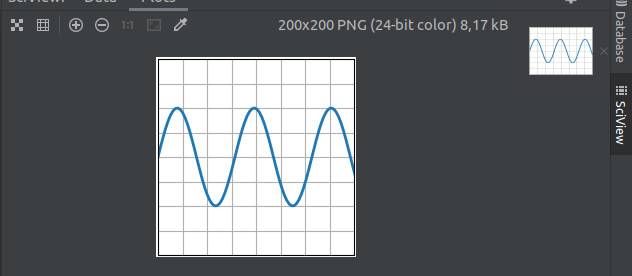 SciView: Data Plots
1:1 200x200 PNG (24-bit color) 8,17 kB
Database
SciView